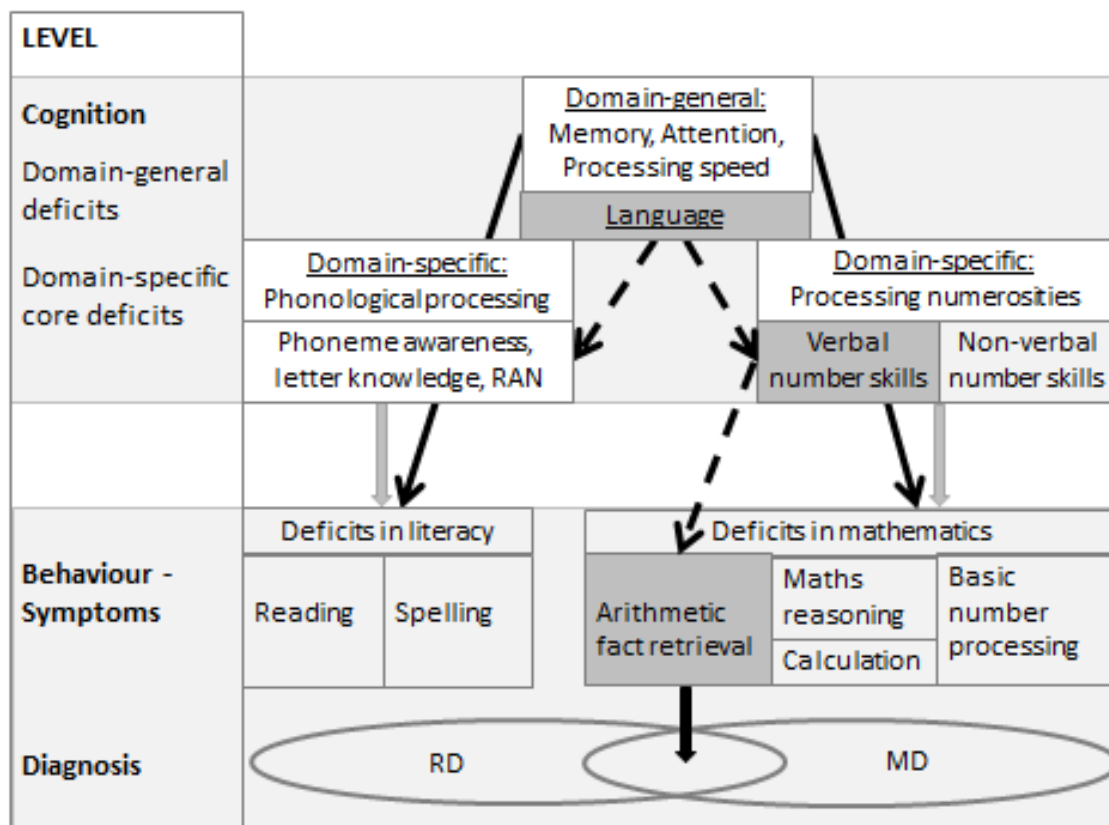 LEVEL
Cognition
Domain-general
deficits
Domain-specific
core deficits
Domain-general:
Memory, Attention,
Processing speed
Language
Domain-specific:
Phonological processing
Phoneme awareness,
letter knowledge, RAN
Domain-specific:
Processing numerosities
Verbal
number skills
Non-verbal
number skills
Behaviour -
Symptoms
Deficits in literacy
Reading
Spelling
Deficits in mathematics
Arithmetic
fact retrieval
Maths
reasoning
Calculation
Basic
number
processing
Diagnosis
RD
MD